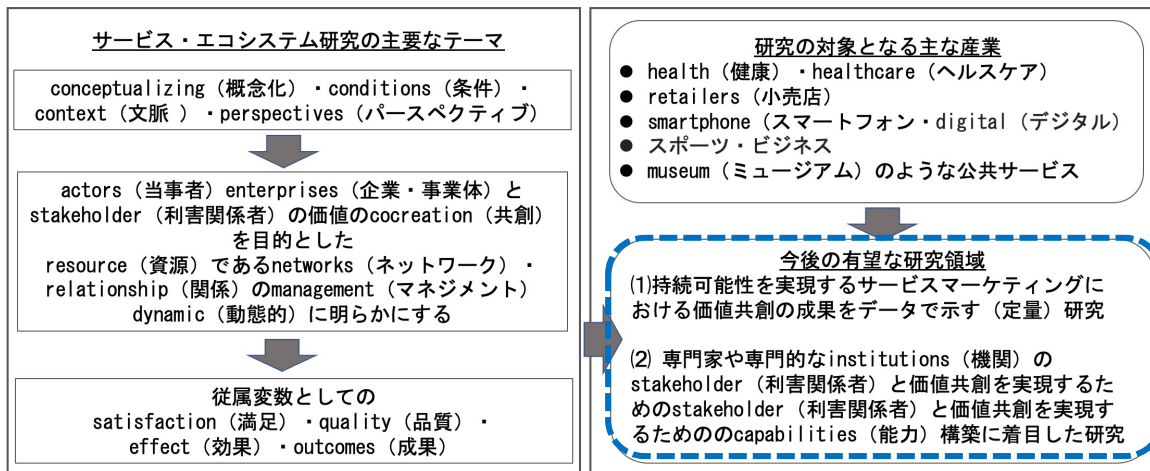 サービス・エコシステム研究の主要なテーマ
conceptualizing（概念化）・conditions（条件）・
context（文脈 ）・perspectives（パースペクティブ）
actors（当事者）enterprises（企業・事業体）と
stakeholder（利害関係者）の価値のcocreation（共創）
を目的とした
resource（資源）であるnetworks（ネットワーク）・
relationship（関係）のmanagement（マネジメント）
dynamic（動態的）に明らかにする
従属変数としての
satisfaction（満足）・quality（品質）・
effect（効果）・outcomes（成果）
研究の対象となる主な産業
● health（健康）・healthcare（ヘルスケア）
● retailers（小売店）
● smartphone（スマートフォン・digital（デジタル）
● スポーツ・ビジネス
● museum（ミュージアム）のような公共サービス
今後の有望な研究領域
⑴持続可能性を実現するサービスマーケティングに
おける価値共創の成果をデータで示す（定量）研究
⑵ 専門家や専門的なinstitutions（機関）の
stakeholder（利害関係者）と価値共創を実現するた
めのstakeholder（利害関係者）と価値共創を実現す
るためののcapabilities（能力）構築に着目した研究